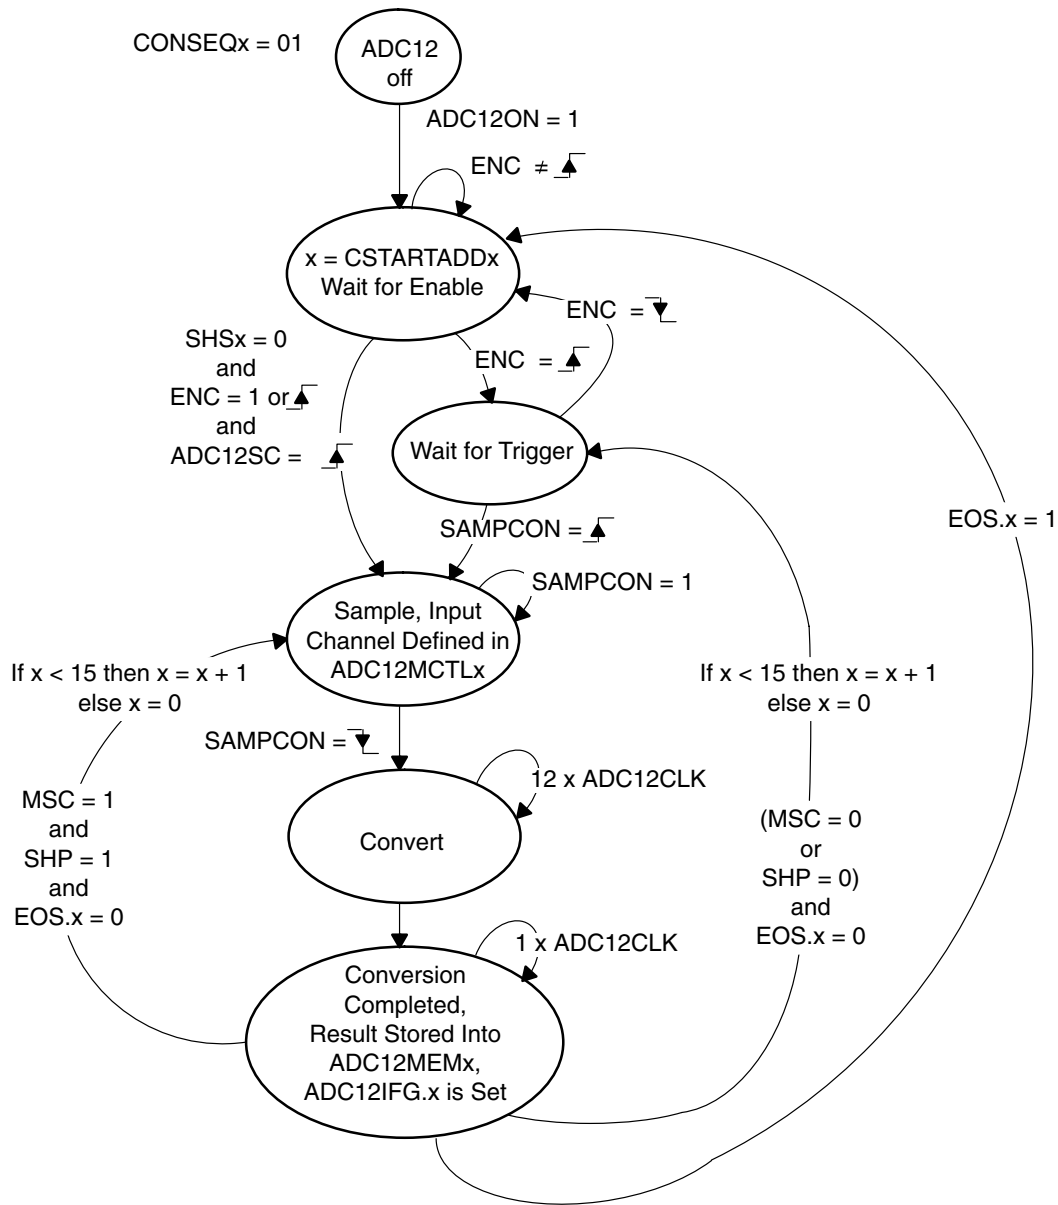 CONSEQx = 01
ADC12
off
ADC12ON = 1
ENC ≠
x = CSTARTADDx
Wait for Enable
ENC =
SHSx = 0
and
ENC = 1 or
and
ADC12SC =
ENC =
Wait for Trigger
SAMPCON =
EOS.x = 1
SAMPCON = 1
Sample, Input
Channel Defined in
ADC12MCTLx
If x < 15 then x = x + 1
else x = 0
If x < 15 then x = x + 1
else x = 0
SAMPCON =
12 x ADC12CLK
MSC = 1
and
SHP = 1
and
EOS.x = 0
Convert
(MSC = 0
or
SHP = 0)
and
EOS.x = 0
1 x ADC12CLK
Conversion
Completed,
Result Stored Into
ADC12MEMx,
ADC12IFG.x is Set